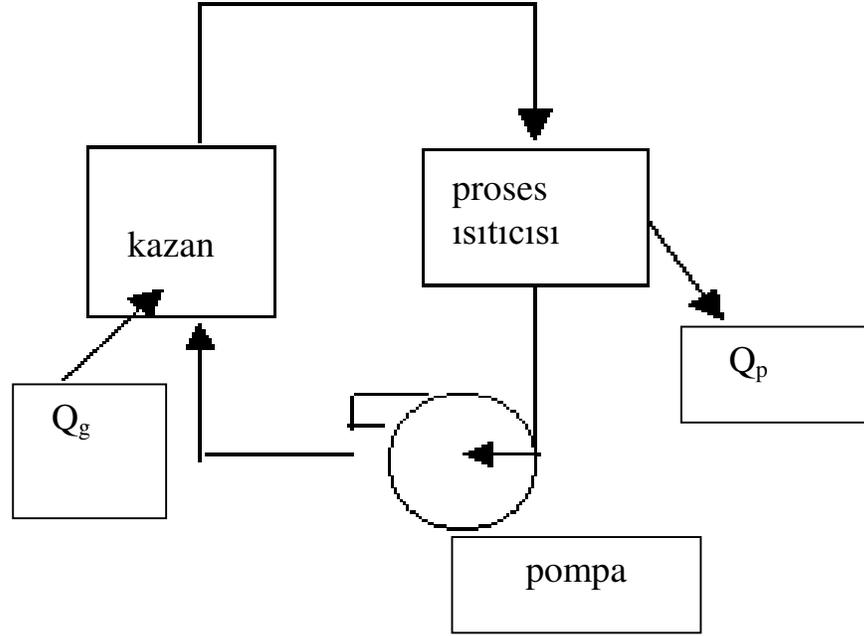 kazan
proses
ısıtıcısı
Qg
Qp
pompa